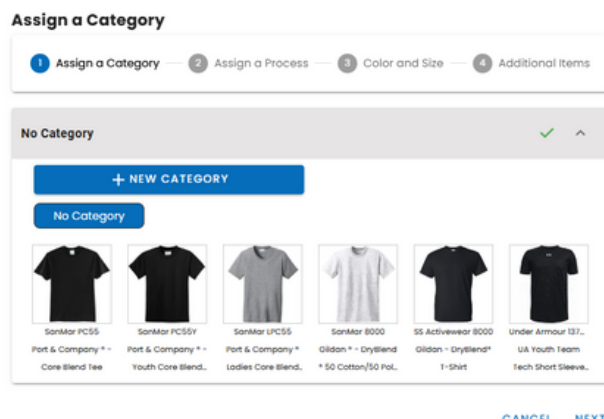 Assign a Category
1 Assign a Category 2 Assign a Process 3 Color and Size 4 Additional Items
No Category
+ NEW CATEGORY
No Category
SanMar PC55 SanMar PC55Y SanMar LPC55 SanMar 8000 SS Activewear 8000 Under Armour 137...
Port & Company ® - Port & Company ® - Port & Company ® Gildan ® - DryBlend Gildan - DryBlend® UA Youth Team
Core Blend Tee Youth Core Blend... Ladies Core Blend... ® 50 Cotton/50 Pol... T-Shirt Tech Short Sleeve...
CANCEL NEXT